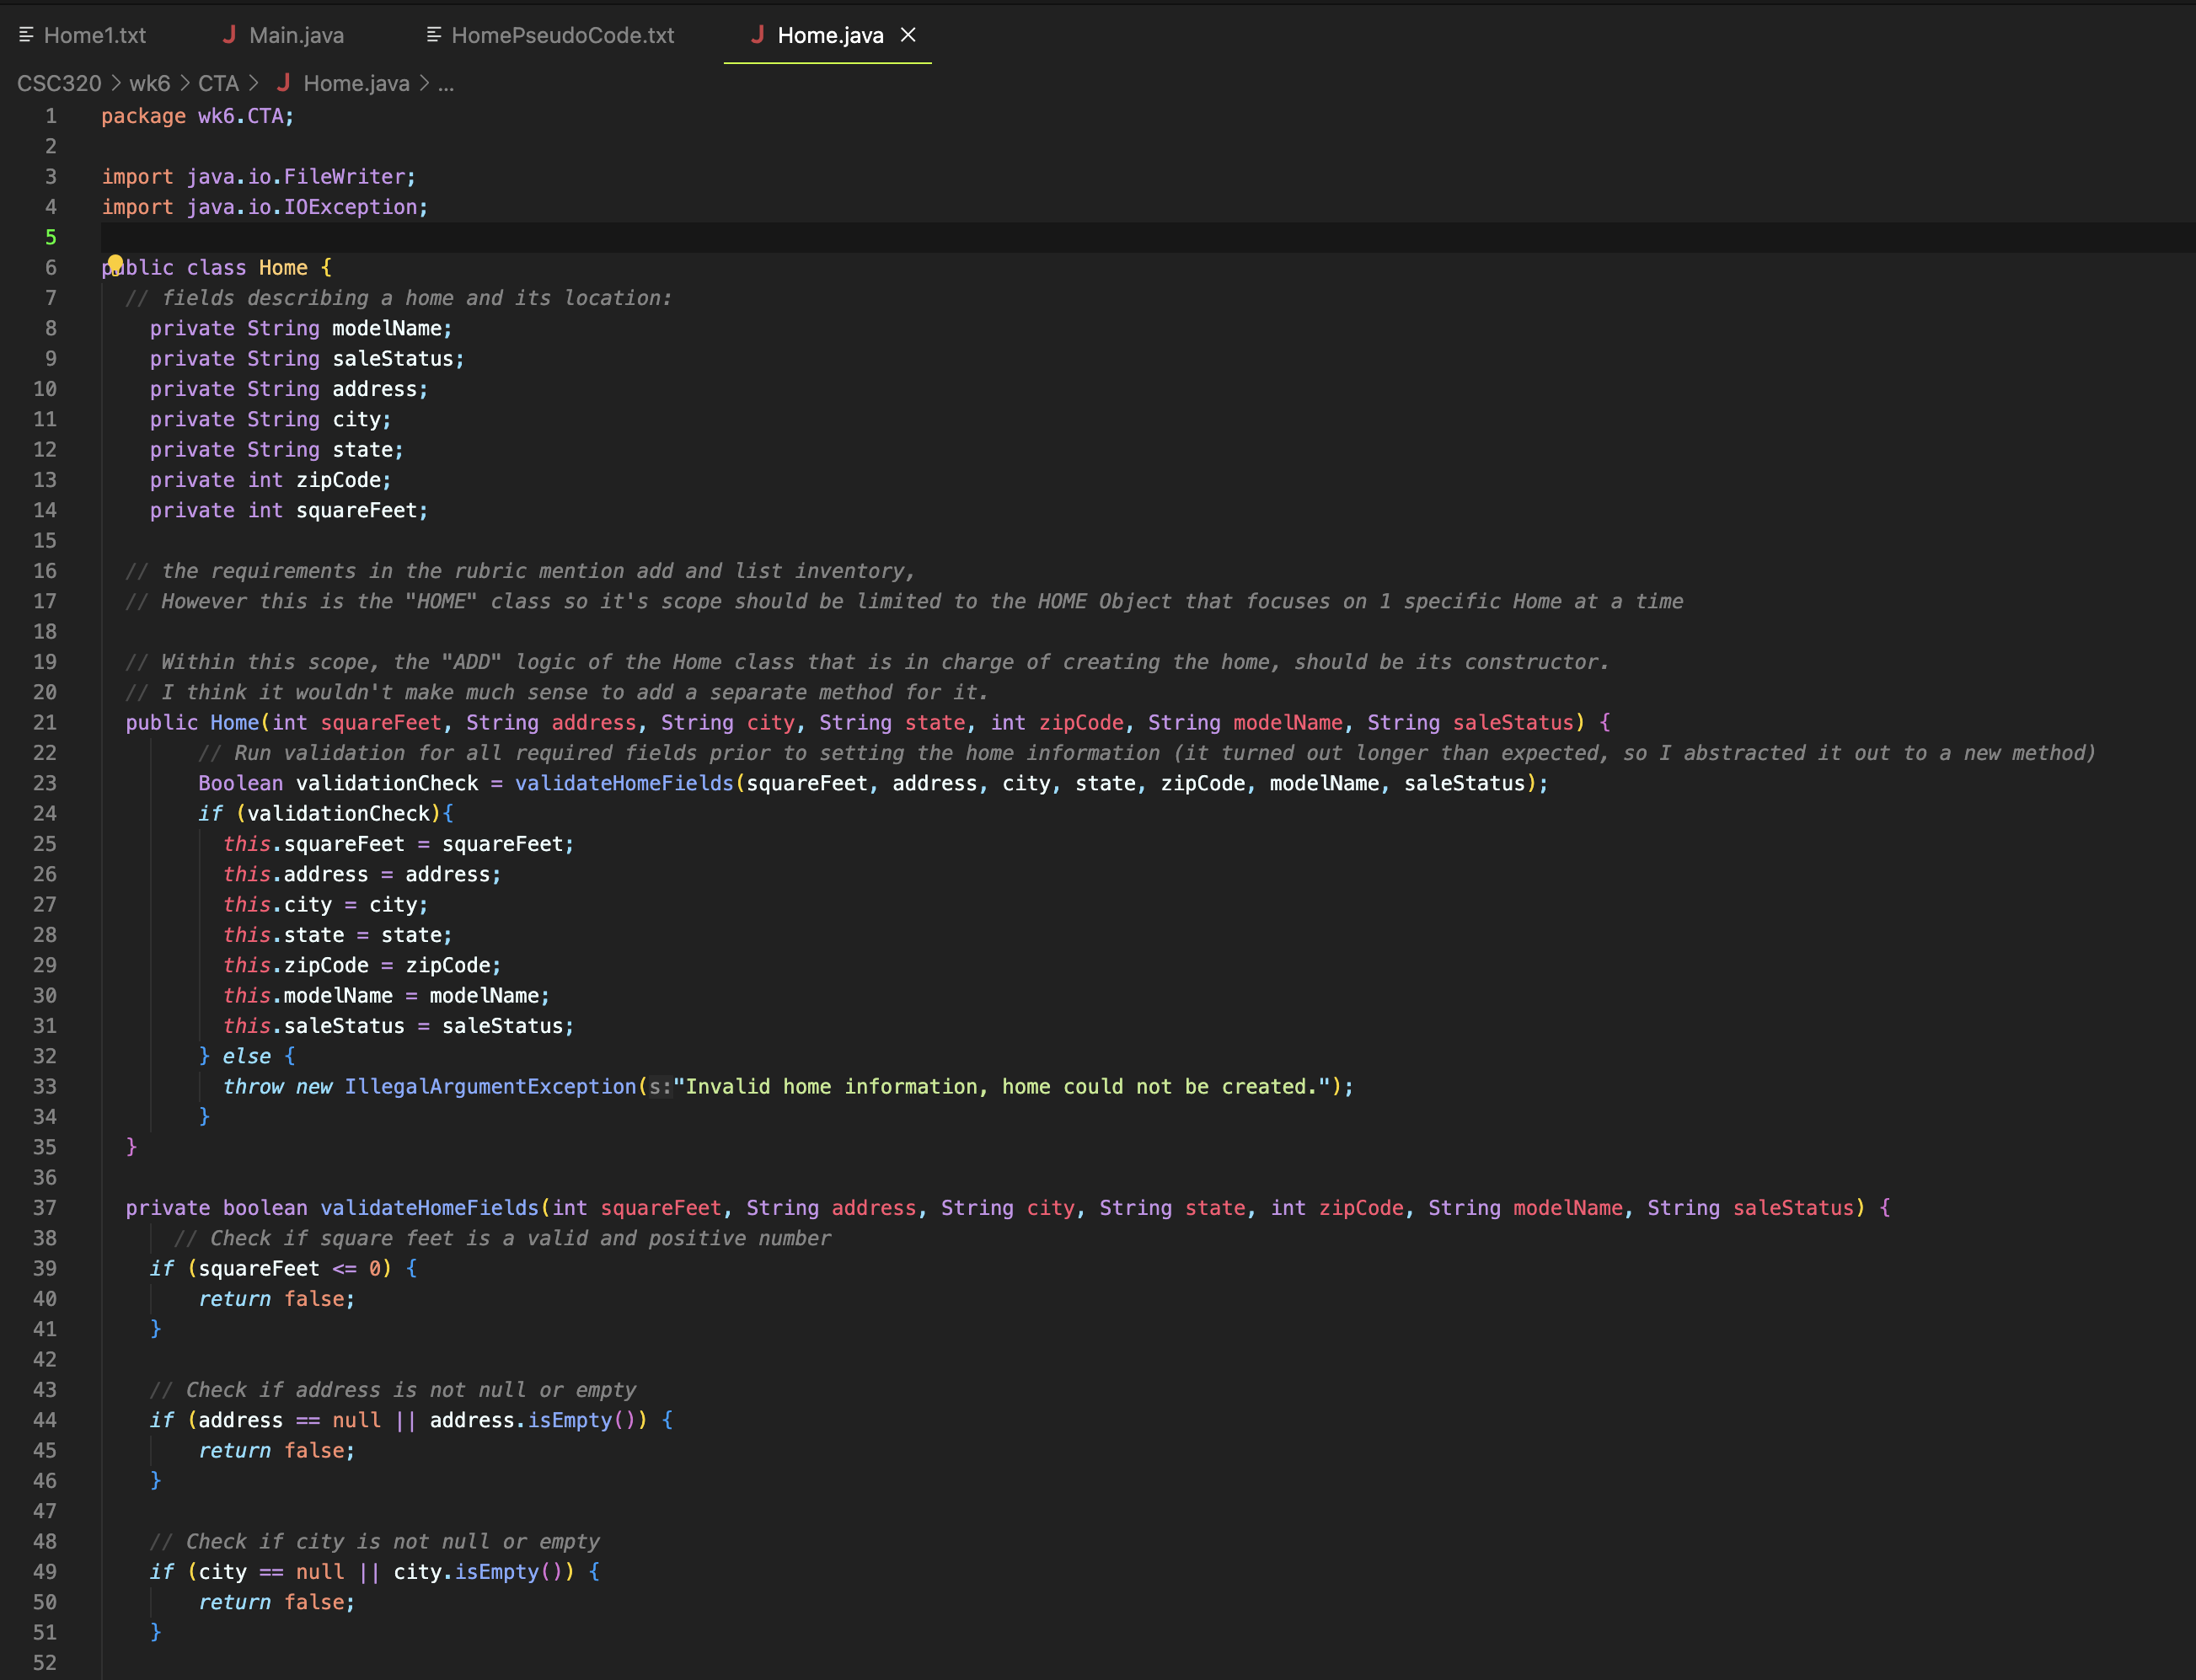 Home1.txt Main.java HomePseudoCode.txt Home.java
CSC320 > wk6 > CTA > Home.java > ...
1 package wk6.CTA;
2
3 import java.io.FileWriter;
4 import java.io.IOException;
5
6 public class Home {
7 // fields describing a home and its location:
8 private String modelName;
9 private String saleStatus;
10 private String address;
11 private String city;
12 private String state;
13 private int zipCode;
14 private int squareFeet;
15
16 // the requirements in the rubric mention add and list inventory,
17 // However this is the "HOME" class so it's scope should be limited to the HOME Object that focuses on 1 specific Home at a time
18
19 // Within this scope, the "ADD" logic of the Home class that is in charge of creating the home, should be its constructor.
20 // I think it wouldn't make much sense to add a separate method for it.
21 public Home(int squareFeet, String address, String city, String state, int zipCode, String modelName, String saleStatus) {
22 // Run validation for all required fields prior to setting the home information (it turned out longer than expected, so I abstracted it out to a new method)
23 Boolean validationCheck = validateHomeFields(squareFeet, address, city, state, zipCode, modelName, saleStatus);
24 if (validationCheck){
25 this.squareFeet = squareFeet;
26 this.address = address;
27 this.city = city;
28 this.state = state;
29 this.zipCode = zipCode;
30 this.modelName = modelName;
31 this.saleStatus = saleStatus;
32 } else {
33 throw new IllegalArgumentException(s:"Invalid home information, home could not be created.");
34 }
35 }
36
37 private boolean validateHomeFields(int squareFeet, String address, String city, String state, int zipCode, String modelName, String saleStatus) {
38 // Check if square feet is a valid and positive number
39 if (squareFeet <= 0) {
40 return false;
41 }
42
43 // Check if address is not null or empty
44 if (address == null || address.isEmpty()) {
45 return false;
46 }
47
48 // Check if city is not null or empty
49 if (city == null || city.isEmpty()) {
50 return false;
51 }
52